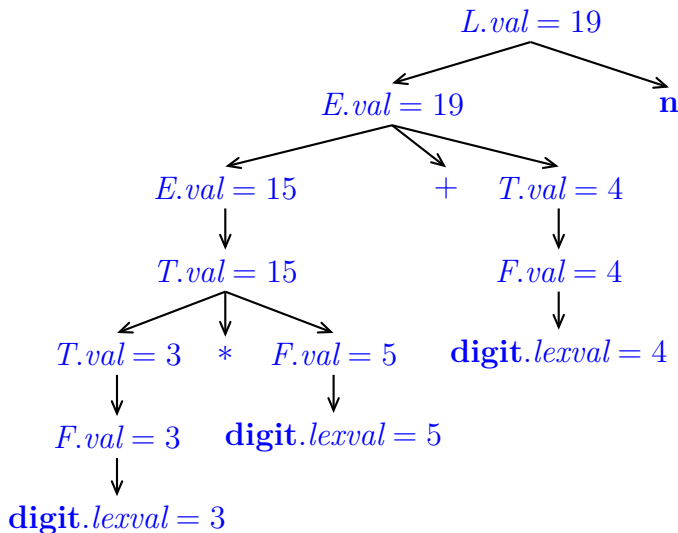 L.val = 19
E.val = 19 n
E.val = 15 + T.val = 4
T.val = 15 F.val = 4
T.val = 3 * F.val = 5 digit.lexval = 4
F.val = 3 digit.lexval = 5
digit.lexval = 3